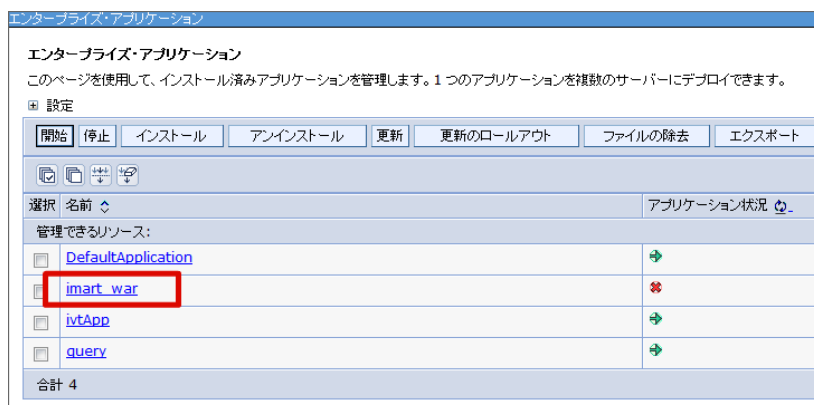 エンタープライズ・アプリケーション
エンタープライズ・アプリケーション
このページを使用して、インストール済みアプリケーションを管理します。1 つのアプリケーションを複数のサーバーにデプロイできます。
設定
開始 停止 インストール アンインストール 更新 更新のロールアウト ファイルの除去 エクスポート
選択 名前 アプリケーション状況
管理できるリソース:
DefaultApplication
imart_war
ivtApp
query
合計 4